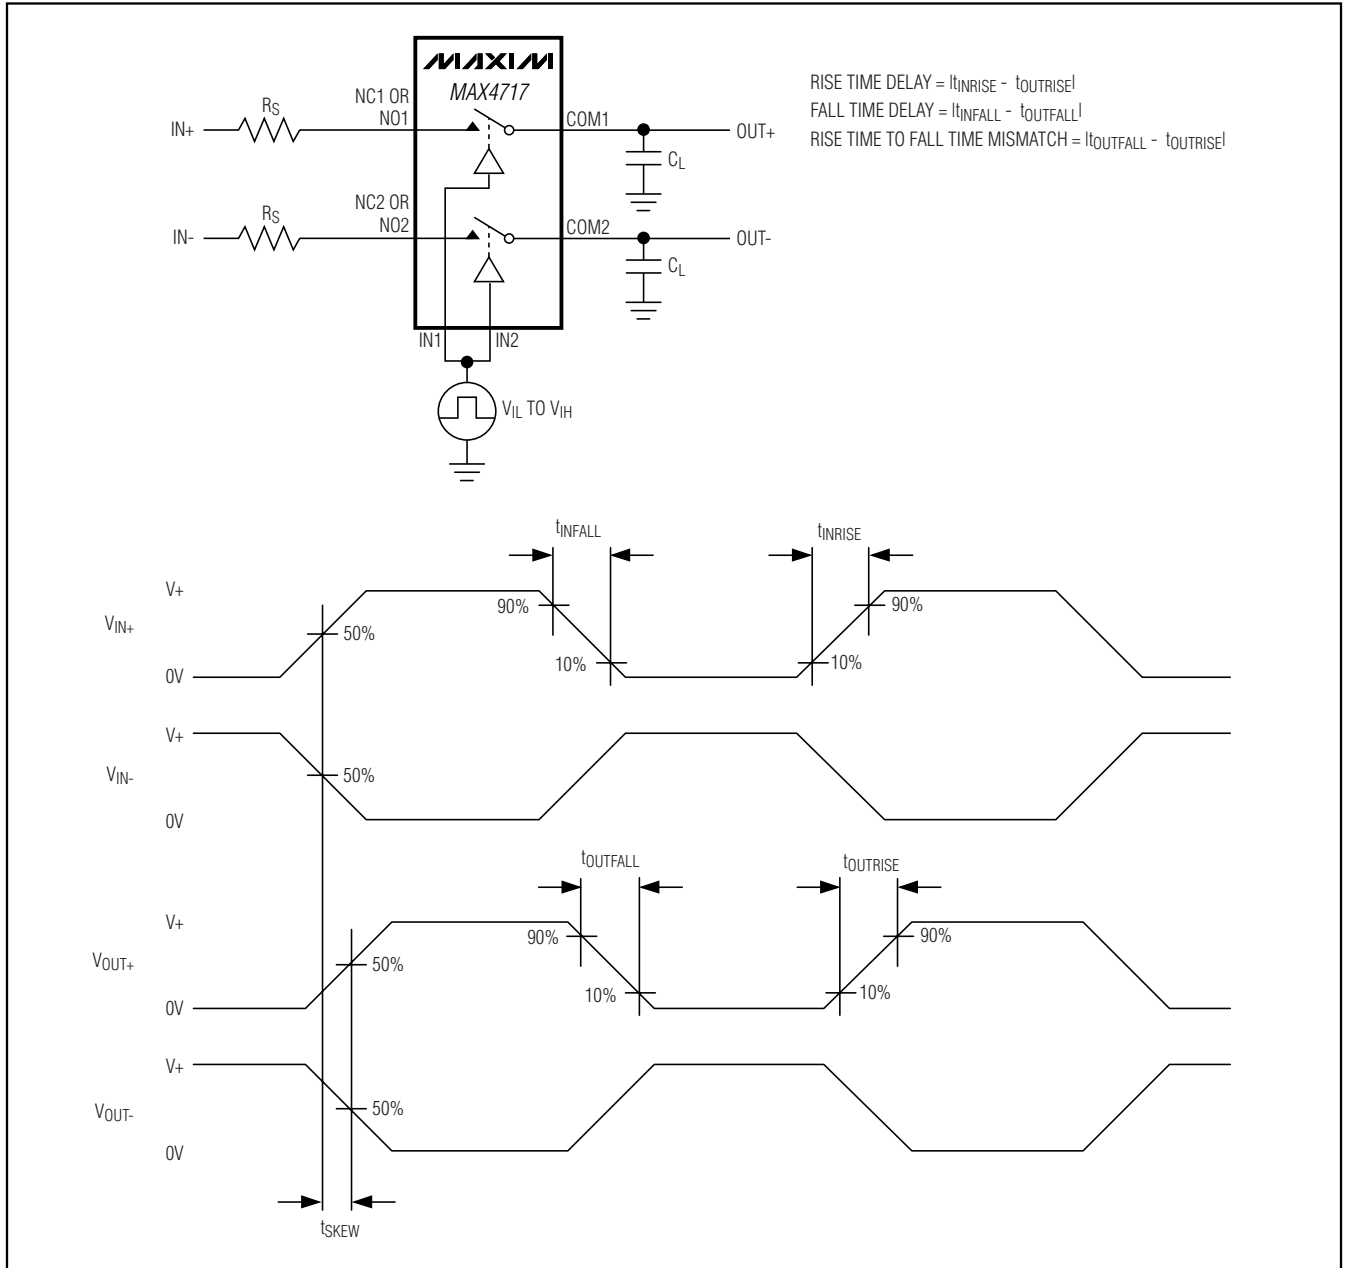 MAXIM
MAX4717
NC1 OR
NO1
RS
IN+
COM1
OUT+
CL
NC2 OR
NO2
RS
IN-
COM2
OUT-
CL
IN1
IN2
VIL TO VIH
RISE TIME DELAY = |tINRISE - tOUTRISE|
FALL TIME DELAY = |tINFALL - tOUTFALL|
RISE TIME TO FALL TIME MISMATCH = |tOUTFALL - tOUTRISE|
tINFALL
tINRISE
V+
VIN+
0V
50%
90%
10%
90%
10%
V+
VIN-
0V
50%
tOUTFALL
tOUTRISE
V+
VOUT+
0V
50%
90%
10%
90%
10%
V+
VOUT-
0V
50%
tSKEW